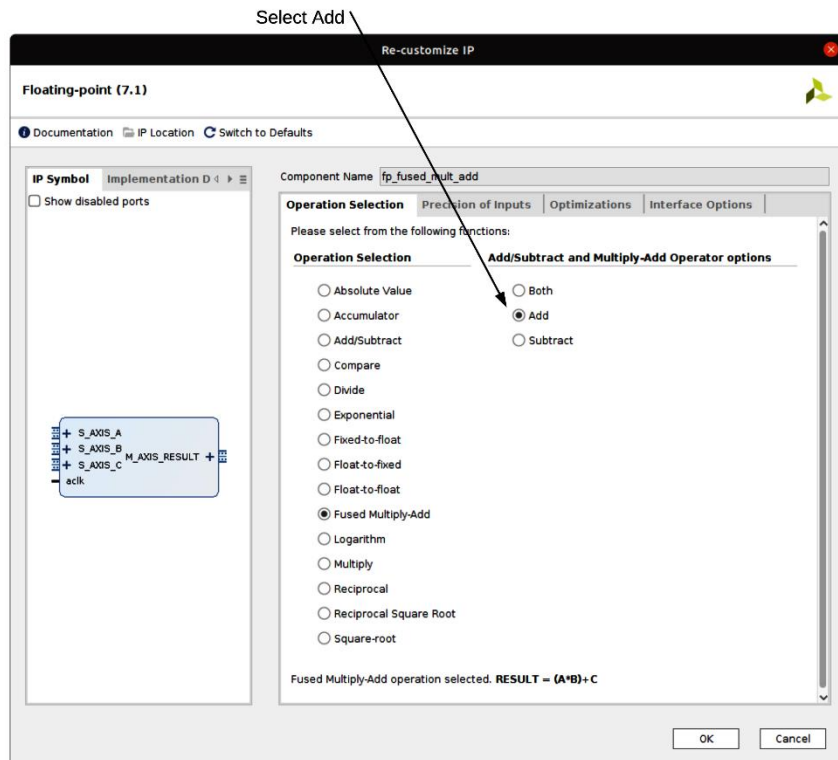 Select Add
Re-customize IP
Floating-point (7.1)
Documentation IP Location Switch to Defaults
IP Symbol Implementation D
Show disabled ports
S_AXIS_A
S_AXIS_B
S_AXIS_C
aclk
M_AXIS_RESULT
Component Name fp_fused_mult_add
Operation Selection Precision of Inputs Optimizations Interface Options
Please select from the following functions:
Operation Selection Add/Subtract and Multiply-Add Operator options
Absolute Value Both
Accumulator Add
Add/Subtract Subtract
Compare
Divide
Exponential
Fixed-to-float
Float-to-fixed
Float-to-float
Fused Multiply-Add
Logarithm
Multiply
Reciprocal
Reciprocal Square Root
Square-root
Fused Multiply-Add operation selected. RESULT = (A*B)+C
OK Cancel